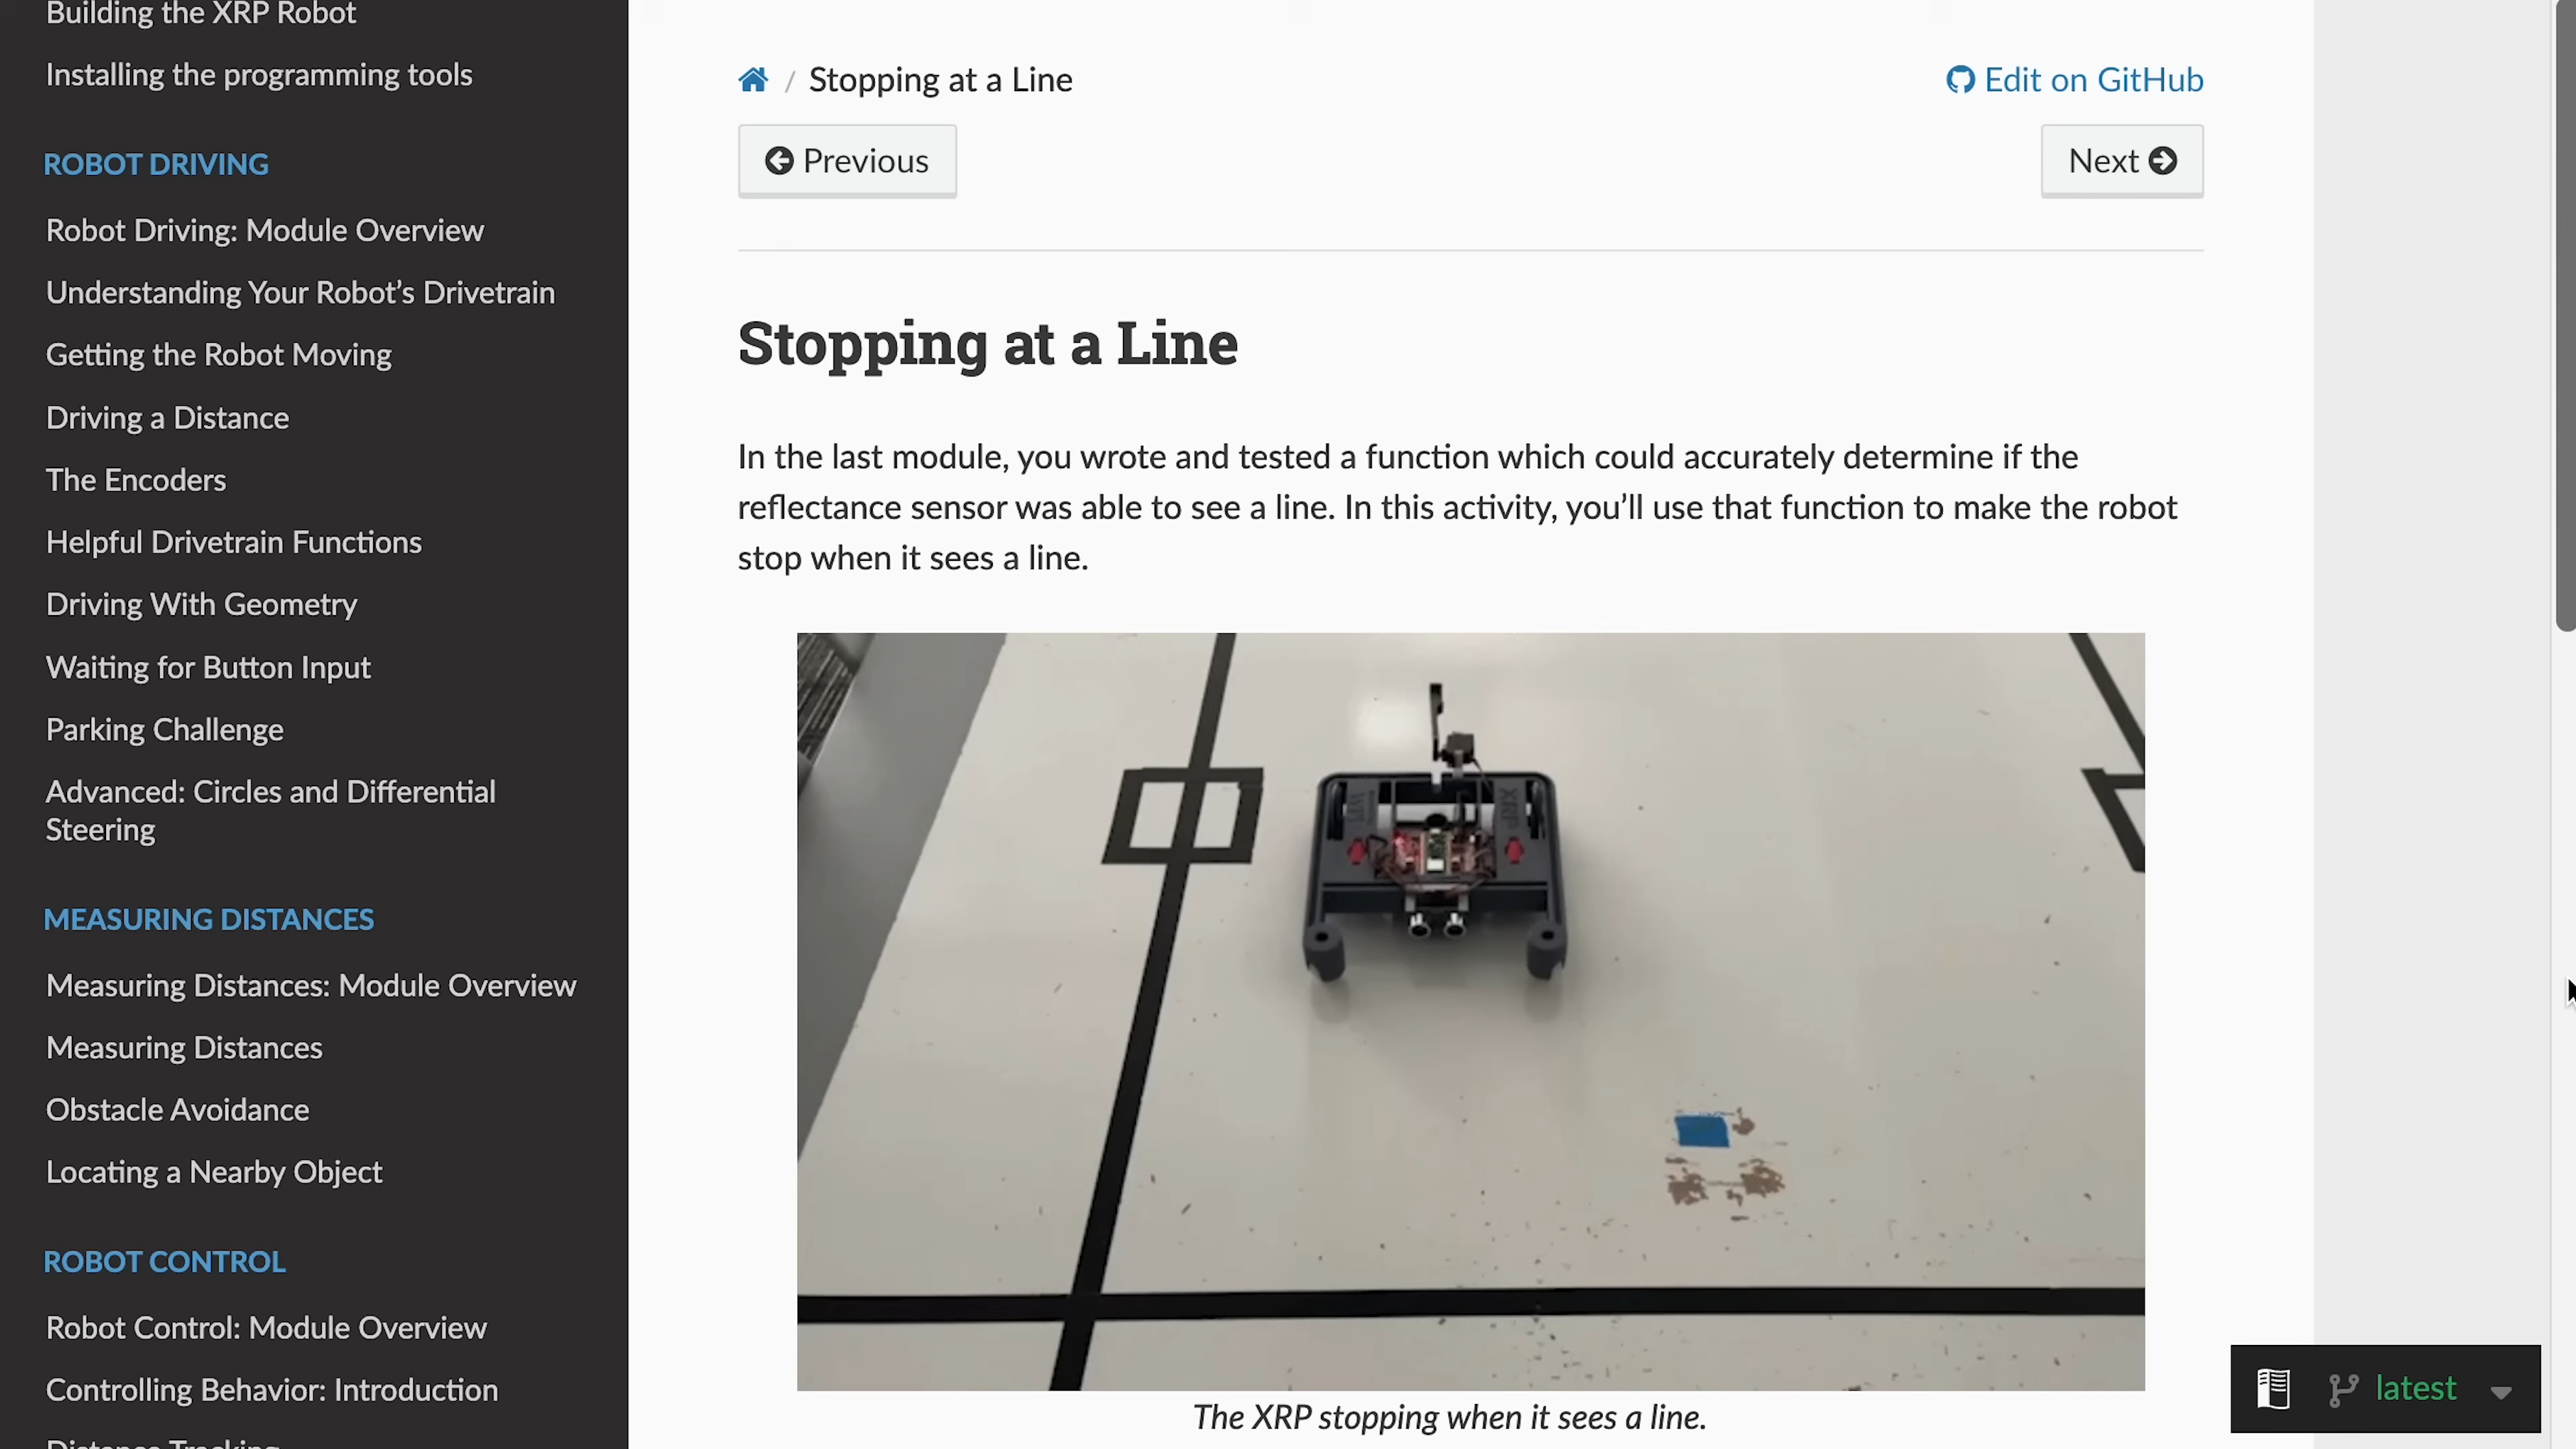 Building the XRP Robot
Installing the programming tools
ROBOT DRIVING
Robot Driving: Module Overview
Understanding Your Robot’s Drivetrain
Getting the Robot Moving
Driving a Distance
The Encoders
Helpful Drivetrain Functions
Driving With Geometry
Waiting for Button Input
Parking Challenge
Advanced: Circles and Differential
Steering
MEASURING DISTANCES
Measuring Distances: Module Overview
Measuring Distances
Obstacle Avoidance
Locating a Nearby Object
ROBOT CONTROL
Robot Control: Module Overview
Controlling Behavior: Introduction
Distance Tracking
/ Stopping at a Line
Edit on GitHub
Previous
Next
Stopping at a Line
In the last module, you wrote and tested a function which could accurately determine if the
reflectance sensor was able to see a line. In this activity, you’ll use that function to make the robot
stop when it sees a line.
WPI
XRP
The XRP stopping when it sees a line.
latest